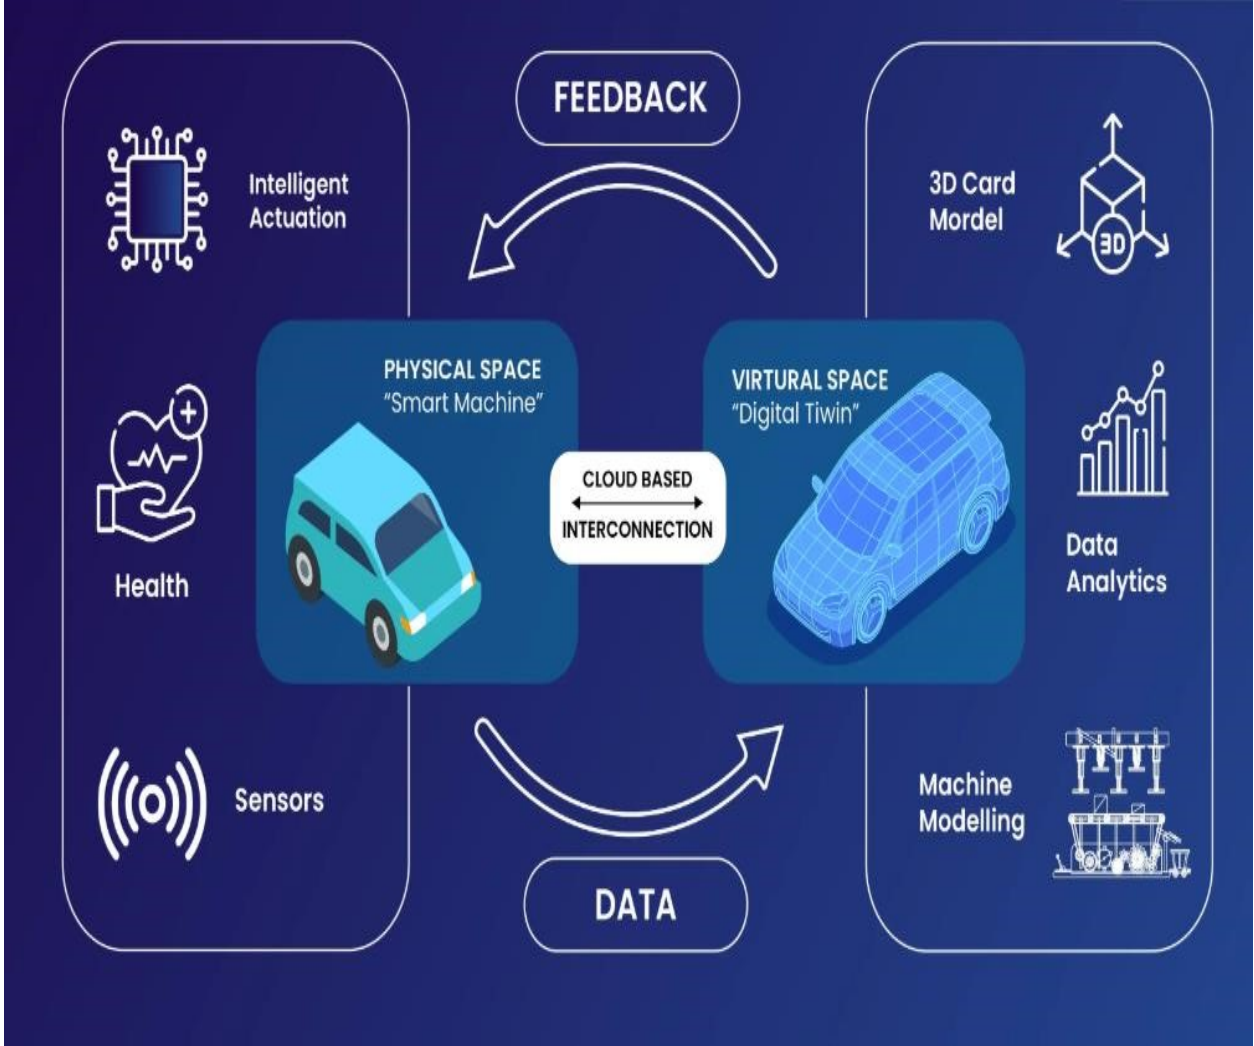 FEEDBACK
Intelligent
Actuation
3D Card
Mordel
PHYSICAL SPACE
“Smart Machine”
VIRTURAL SPACE
“Digital Tiwin”
CLOUD BASED
INTERCONNECTION
Health
Data
Analytics
Sensors
Machine
Modelling
DATA
3D